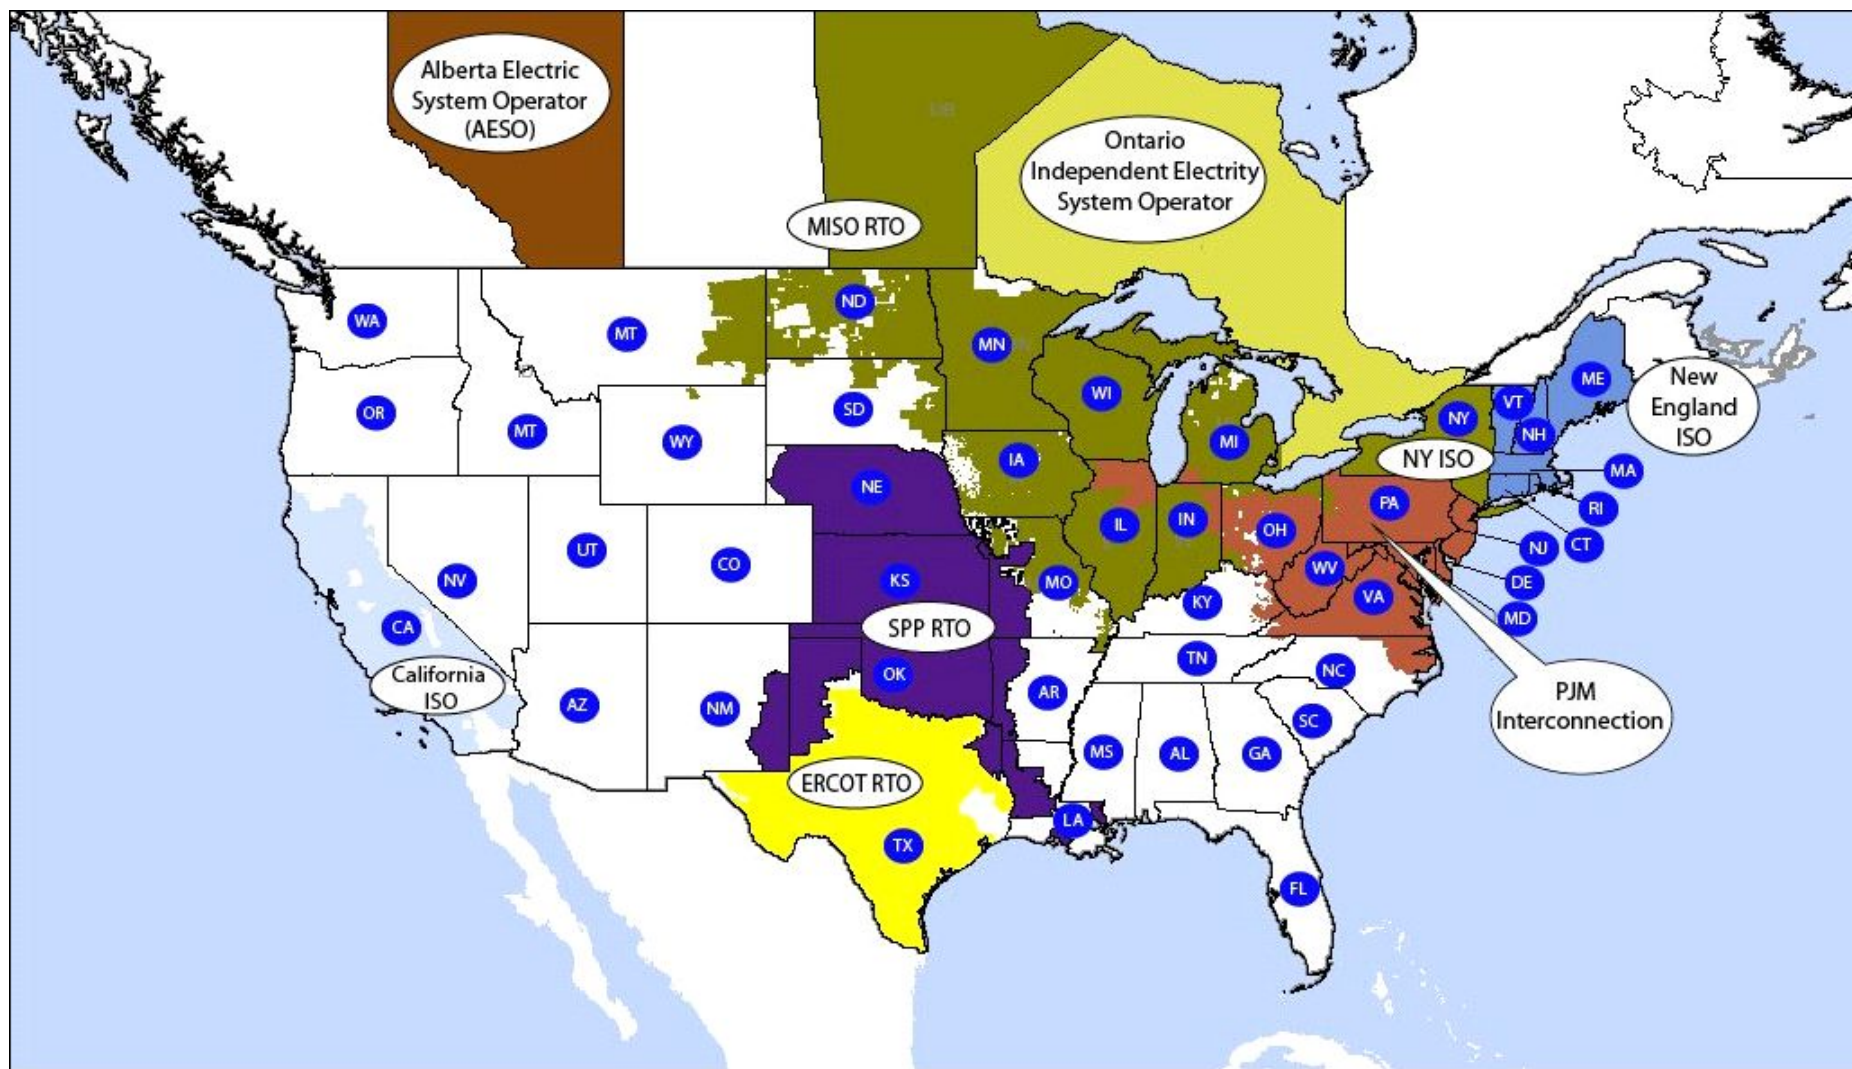 Alberta Electric
System Operator
(AESO)
Ontario
Independent Electrity
System Operator
MISO RTO
ND
WA
MT
MN
ME
New
England
ISO
WI
VT
OR
SD
NY
MT
WY
MI
NH
IA
NY ISO
MA
NE
PA
RI
IL
IN
OH
NJ
CT
UT
CO
NV
KS
MO
WV
DE
KY
VA
MD
CA
SPP RTO
TN
NC
California
ISO
OK
AR
PJM
Interconnection
AZ
NM
SC
MS
AL
GA
ERCOT RTO
LA
TX
FL